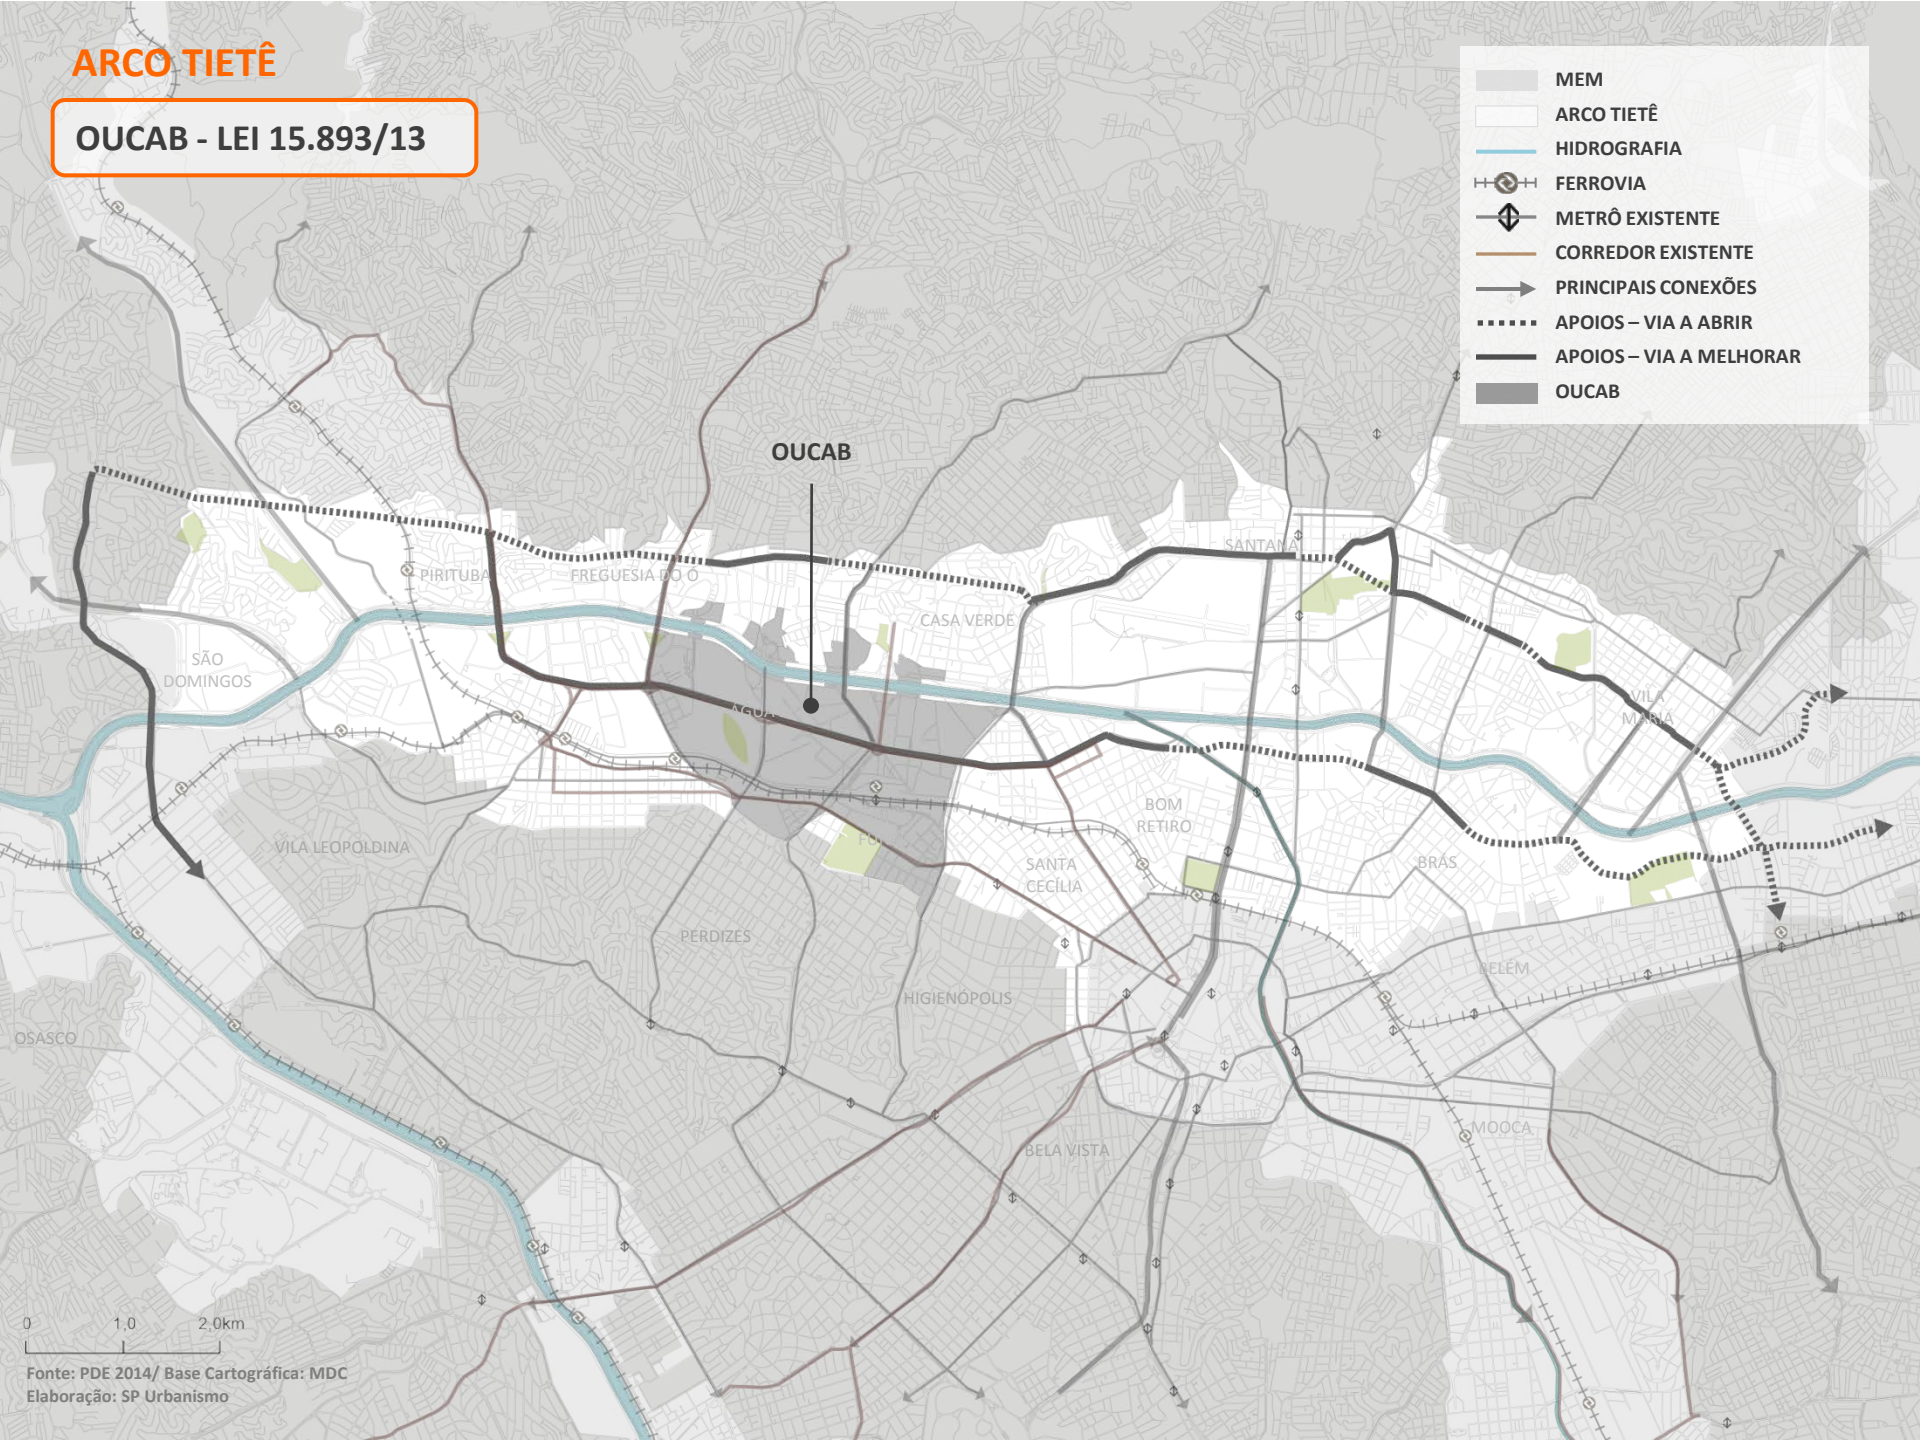 ARCO TIETÊ
OUCAB - LEI 15.893/13
MEM
ARCO TIETÊ
HIDROGRAFIA
FERROVIA
METRÔ EXISTENTE
CORREDOR EXISTENTE
PRINCIPAIS CONEXÕES
APOIOS – VIA A ABRIR
APOIOS – VIA A MELHORAR
OUCAB
OUCAB
SANTANA
PIRITUBA
FREGUESIA DO Ó
CASA VERDE
SÃO
DOMINGOS
ÁGUA
VILA
MARIA
BOM
RETIRO
VILA LEOPOLDINA
SANTA
CECÍLIA
BRÁS
PERDIZES
BELÉM
HIGIENÓPOLIS
OSASCO
MOOCA
BELA VISTA
0 1,0 2,0km
Fonte: PDE 2014/ Base Cartográfica: MDC
Elaboração: SP Urbanismo